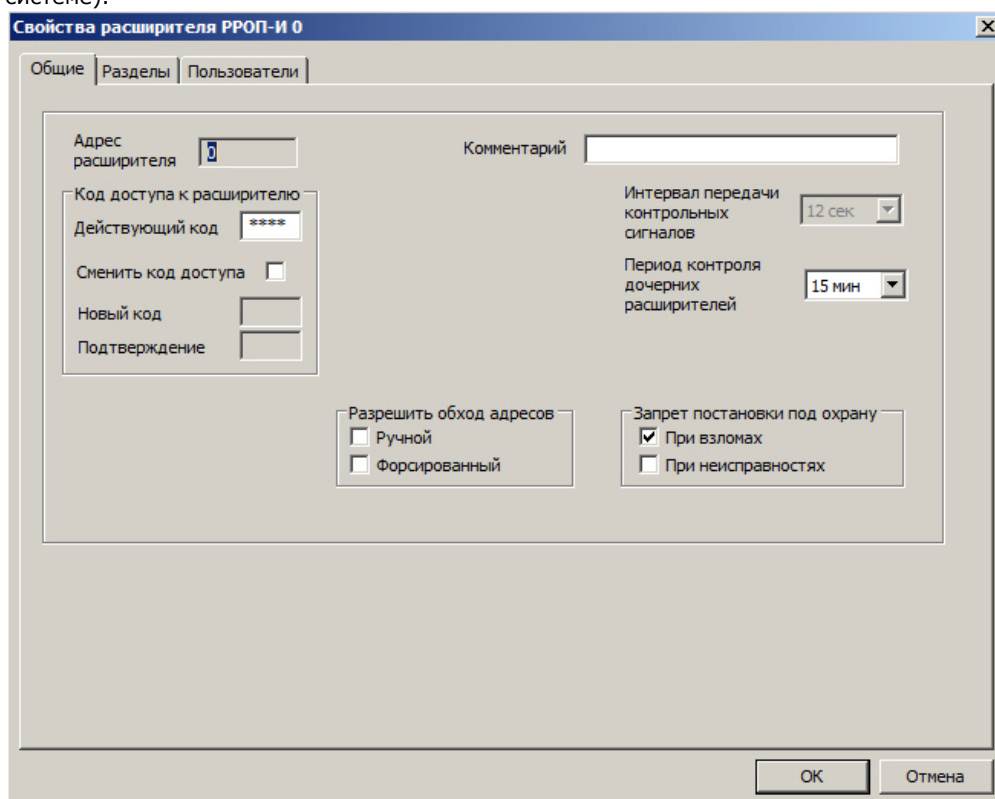 системе).
Свойства расширителя РРОП-И 0
Общие Разделы Пользователи
Адрес
расширителя 0
Комментарий
Код доступа к расширителю
Действующий код ****
Сменить код доступа
Новый код
Подтверждение
Интервал передачи
контрольных
сигналов
12 сек
Период контроля
дочерних
расширителей
15 мин
Разрешить обход адресов
Ручной
Форсированный
Запрет постановки под охрану
При взломах
При неисправностях
OK Отмена